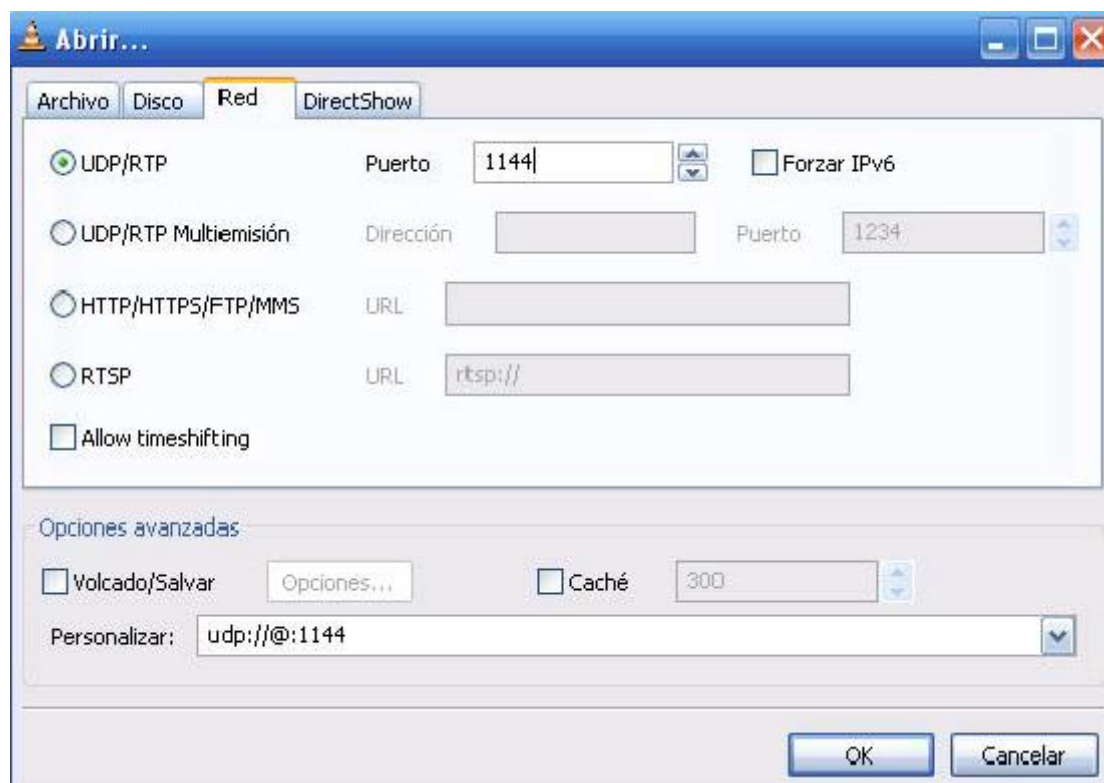 Abrir...
Archivo Disco Red DirectShow
UDP/RTP Puerto 1144 Forzar IPv6
UDP/RTP Multiemisión Dirección Puerto 1234
HTTP/HTTPS/FTP/MMS URL
RTSP URL rtsp://
Allow timeshifting
Opciones avanzadas
Volcado/Salvar Opciones... Caché 300
Personalizar: udp://@:1144
OK Cancelar